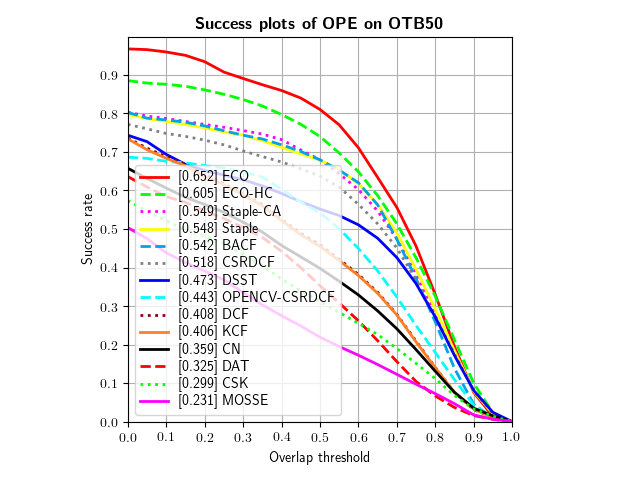 Success plots of OPE on OTB50
Success rate
0.9
0.8
0.7
0.6
0.5
0.4
0.3
0.2
0.1
0.0
[0.652] ECO
[0.605] ECO-HC
[0.549] Staple-CA
[0.548] Staple
[0.542] BACF
[0.518] CSRDCF
[0.473] DSST
[0.443] OPENCV-CSRDCF
[0.408] DCF
[0.406] KCF
[0.359] CN
[0.325] DAT
[0.299] CSK
[0.231] MOSSE
0.0 0.1 0.2 0.3 0.4 0.5 0.6 0.7 0.8 0.9 1.0
Overlap threshold